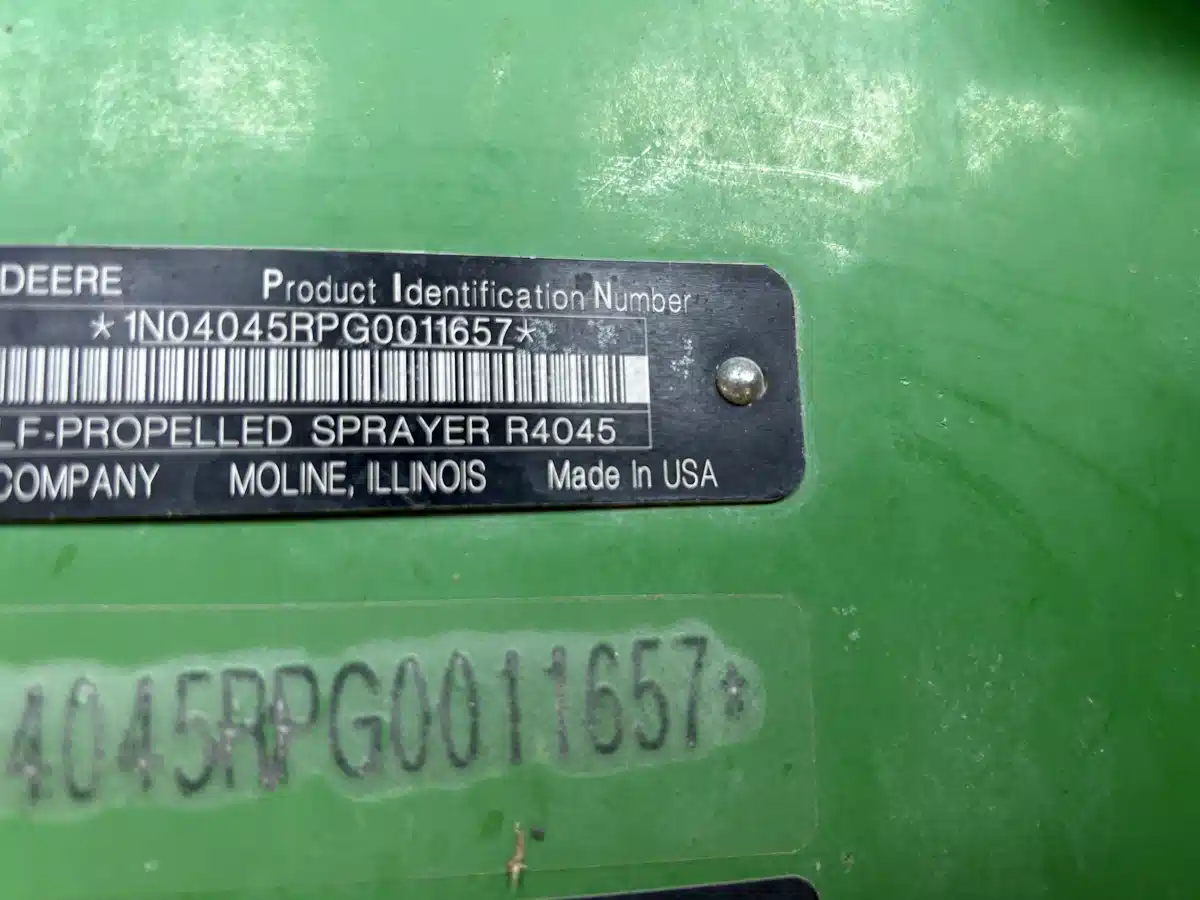 DEERE Product Identification Number
*1N04045RPG0011657*
LF-PROPELLED SPRAYER R4045
COMPANY MOLINE, ILLINOIS Made In USA
4045RPG0011657*